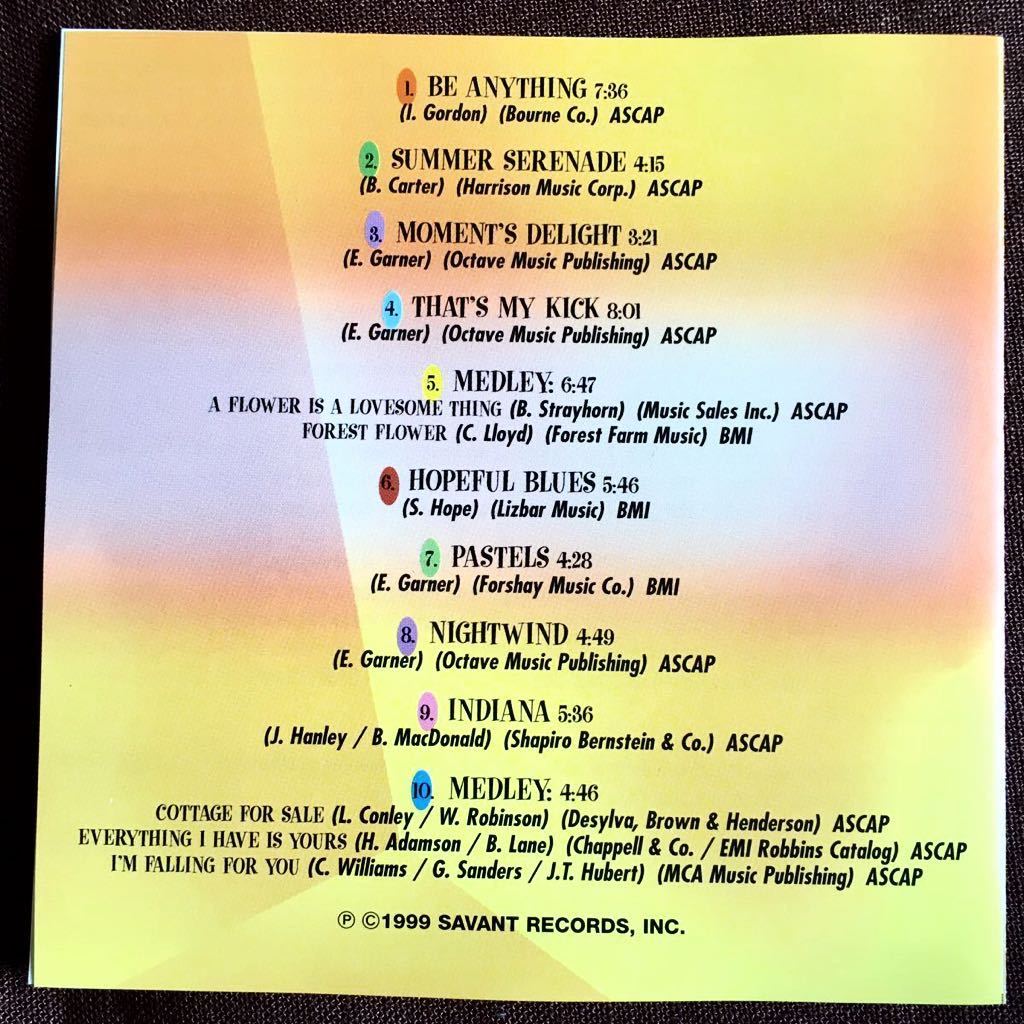 1. BE ANYTHING 7:36
(I. Gordon) (Bourne Co.) ASCAP
2. SUMMER SERENADE 4:15
(B. Carter) (Harrison Music Corp.) ASCAP
3. MOMENT'S DELIGHT 3:21
(E. Garner) (Octave Music Publishing) ASCAP
4. THAT'S MY KICK 8:01
(E. Garner) (Octave Music Publishing) ASCAP
5. MEDLEY: 6:47
A FLOWER IS A LOVESOME THING (B. Strayhorn) (Music Sales Inc.) ASCAP
FOREST FLOWER (C. Lloyd) (Forest Farm Music) BMI
6. HOPEFUL BLUES 5:46
(S. Hope) (Lizbar Music) BMI
7. PASTELS 4:28
(E. Garner) (Forshay Music Co.) BMI
8. NIGHTWIND 4:49
(E. Garner) (Octave Music Publishing) ASCAP
9. INDIANA 5:36
(J. Hanley / B. MacDonald) (Shapiro Bernstein & Co.) ASCAP
10. MEDLEY: 4:46
COTTAGE FOR SALE (L. Conley / W. Robinson) (Desylva, Brown & Henderson) ASCAP
EVERYTHING I HAVE IS YOURS (H. Adamson / B. Lane) (Chappell & Co. / EMI Robbins Catalog) ASCAP
I'M FALLING FOR YOU (C. Williams / G. Sanders / J.T. Hubert) (MCA Music Publishing) ASCAP
℗ ©1999 SAVANT RECORDS, INC.